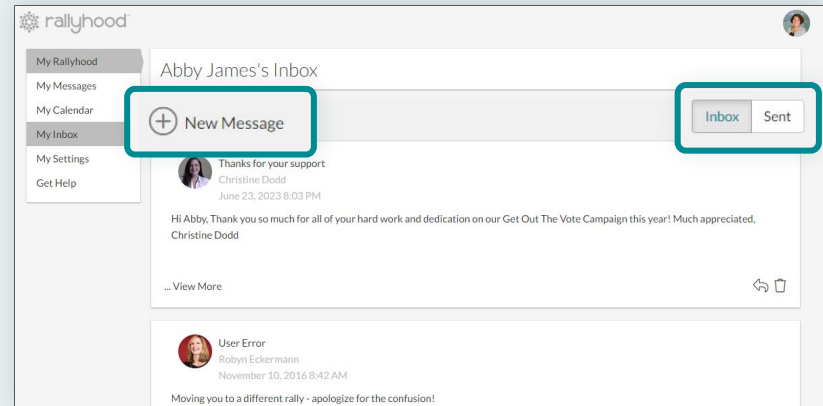 rallyhood
My Rallyhood
My Messages
My Calendar
My Inbox
My Settings
Get Help
Abby James's Inbox
New Message
Inbox Sent
Thanks for your support
Christine Dodd
June 23, 2023 8:03 PM
Hi Abby, Thank you so much for all of your hard work and dedication on our Get Out The Vote Campaign this year! Much appreciated,
Christine Dodd
... View More
User Error
Robyn Eckermann
November 10, 2016 8:42 AM
Moving you to a different rally - apologize for the confusion!